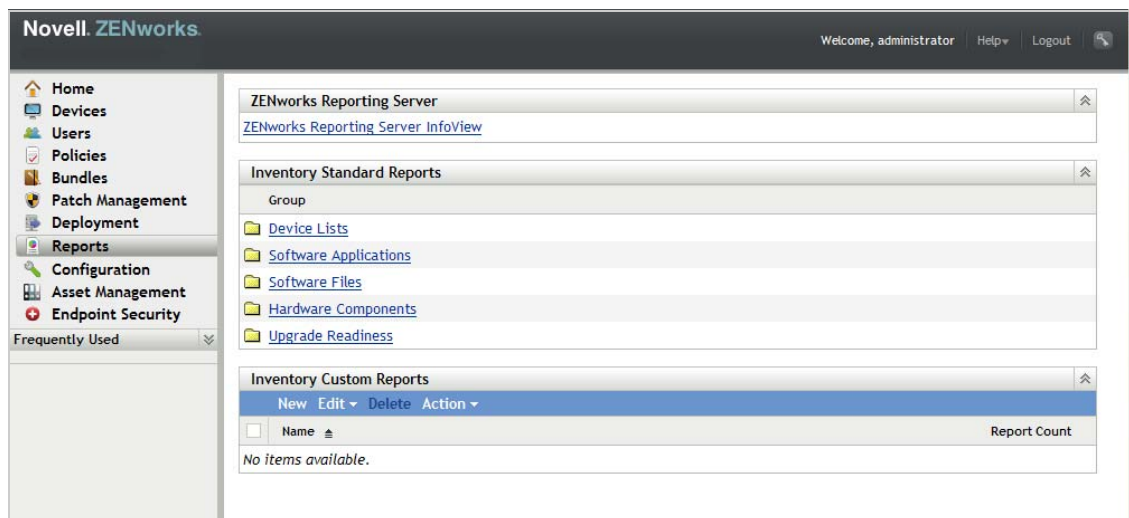 Novell. ZENworks.
Welcome, administrator Help Logout
Home
Devices
Users
Policies
Bundles
Patch Management
Deployment
Reports
Configuration
Asset Management
Endpoint Security
Frequently Used
ZENworks Reporting Server
ZENworks Reporting Server InfoView
Inventory Standard Reports
Group
Device Lists
Software Applications
Software Files
Hardware Components
Upgrade Readiness
Inventory Custom Reports
New Edit Delete Action
Name Report Count
No items available.